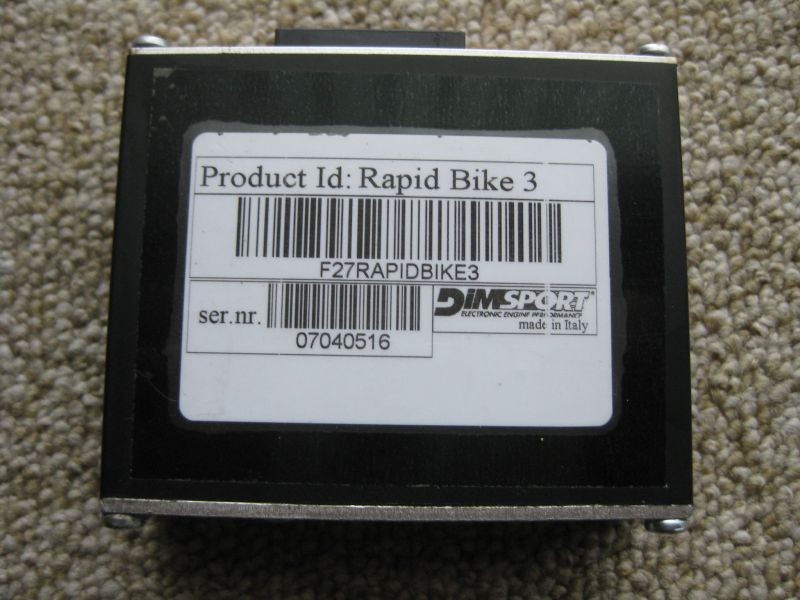 Product Id: Rapid Bike 3
F27RAPIDBIKE3
ser.nr.
07040516
DIMSPORT
ELECTRONIC ENGINE PERFORMANCE
made in Italy